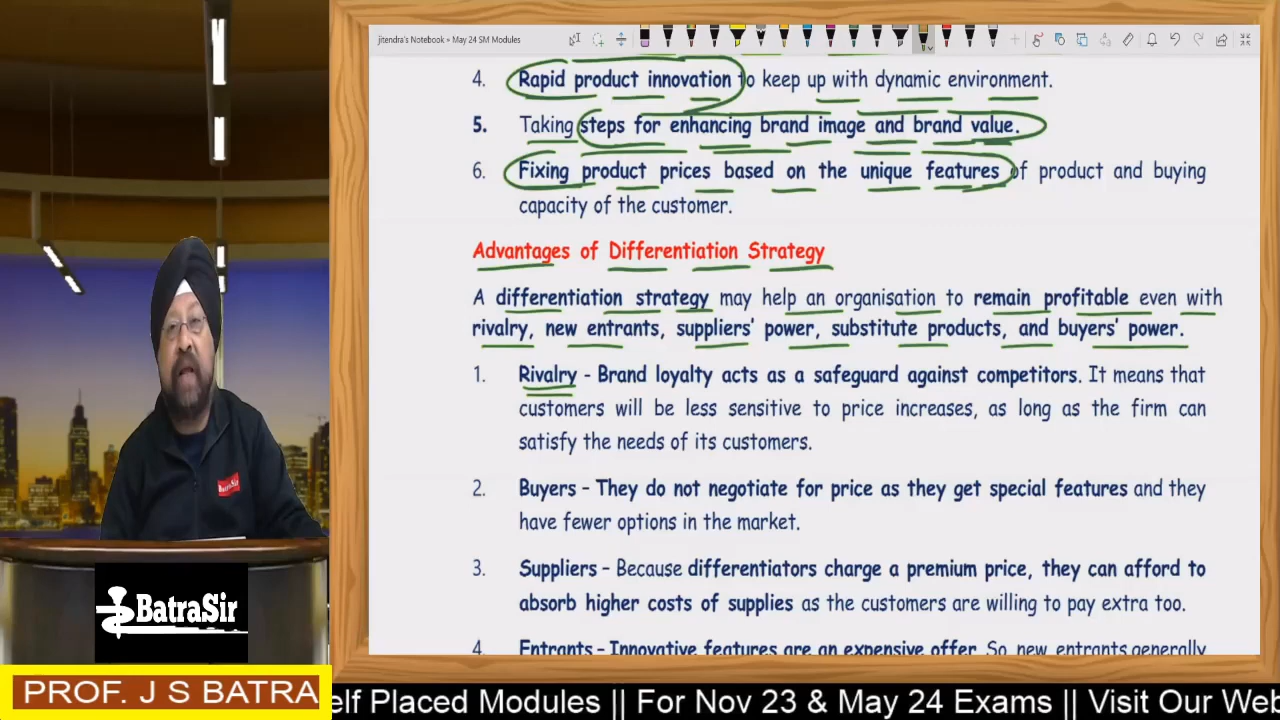 jitendra's Notebook » May 24 SM Modules
4. Rapid product innovation to keep up with dynamic environment.
5. Taking steps for enhancing brand image and brand value.
6. Fixing product prices based on the unique features of product and buying
capacity of the customer.
Advantages of Differentiation Strategy
A differentiation strategy may help an organisation to remain profitable even with
rivalry, new entrants, suppliers' power, substitute products, and buyers' power.
1. Rivalry - Brand loyalty acts as a safeguard against competitors. It means that
customers will be less sensitive to price increases, as long as the firm can
satisfy the needs of its customers.
2. Buyers - They do not negotiate for price as they get special features and they
have fewer options in the market.
3. Suppliers - Because differentiators charge a premium price, they can afford to
absorb higher costs of supplies as the customers are willing to pay extra too.
4. Entrants - Innovative features are an expensive offer. So new entrants generally
BatraSir
BatraSir
PROF. J S BATRA
elf Placed Modules || For Nov 23 & May 24 Exams || Visit Our Web